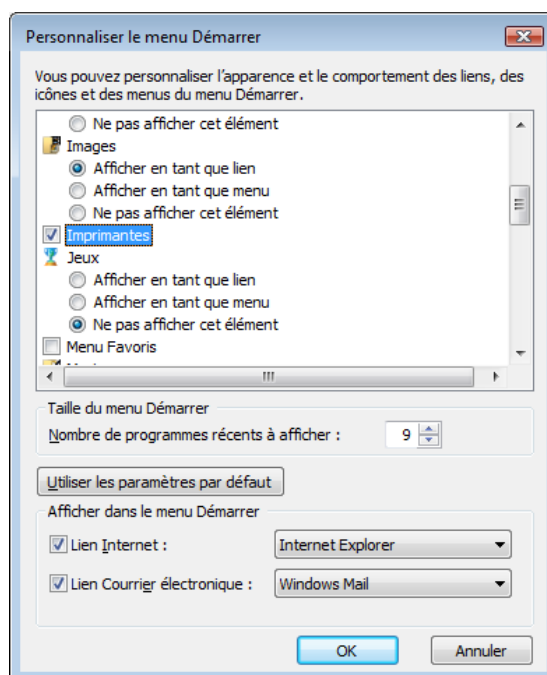 Personnaliser le menu Démarrer
Vous pouvez personnaliser l'apparence et le comportement des liens, des
icônes et des menus du menu Démarrer.
Ne pas afficher cet élément
Images
Afficher en tant que lien
Afficher en tant que menu
Ne pas afficher cet élément
Imprimantes
Jeux
Afficher en tant que lien
Afficher en tant que menu
Ne pas afficher cet élément
Menu Favoris
Taille du menu Démarrer
Nombre de programmes récents à afficher : 9
Utiliser les paramètres par défaut
Afficher dans le menu Démarrer
Lien Internet : Internet Explorer
Lien Courrier électronique : Windows Mail
OK Annuler